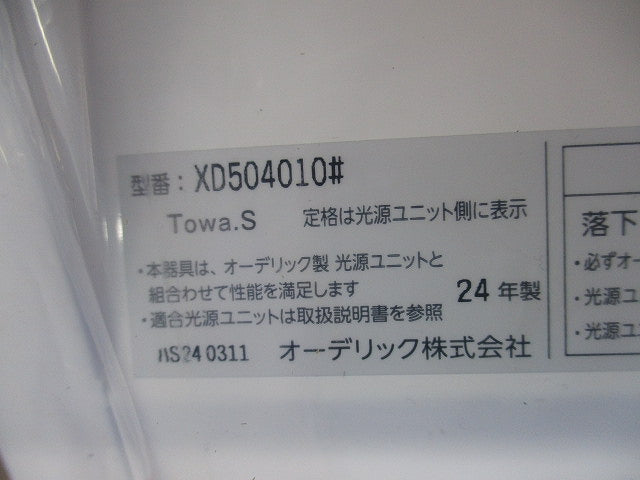 型番：XD504010#
Towa.S 定格は光源ユニット側に表示
・本器具は、オーデリック製 光源ユニットと
組合わせて性能を満足します
・適合光源ユニットは取扱説明書を参照
24 年製
HS240311 オーデリック株式会社
落下
・必ずオー
・光源ユ
・光源ユニ